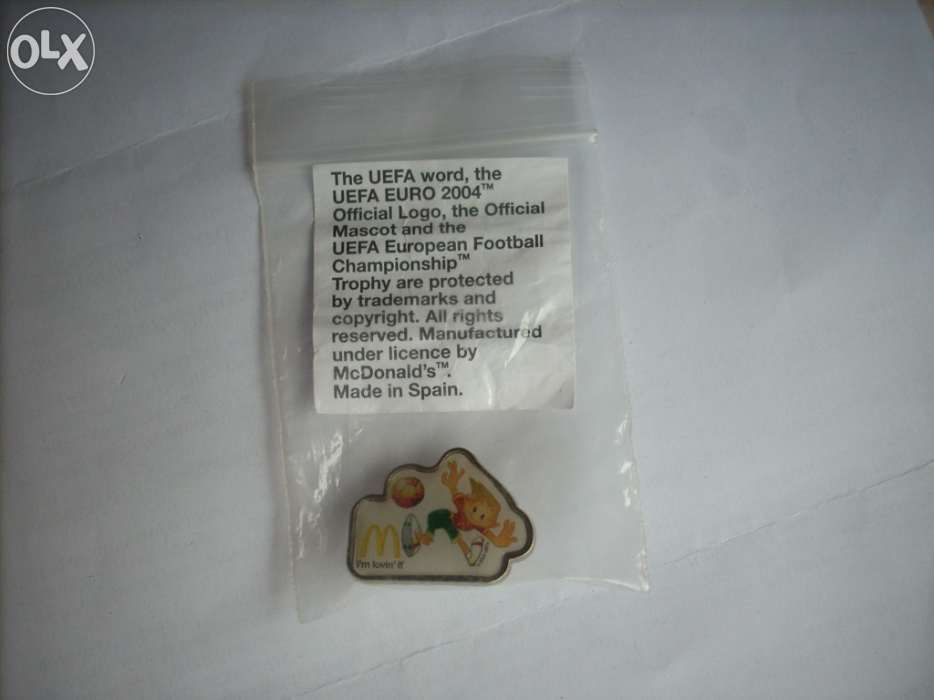 OLX
The UEFA word, the
UEFA EURO 2004™
Official Logo, the Official
Mascot and the
UEFA European Football
Championship™
Trophy are protected
by trademarks and
copyright. All rights
reserved. Manufactured
under licence by
McDonald's™.
Made in Spain.
M
i'm lovin' it